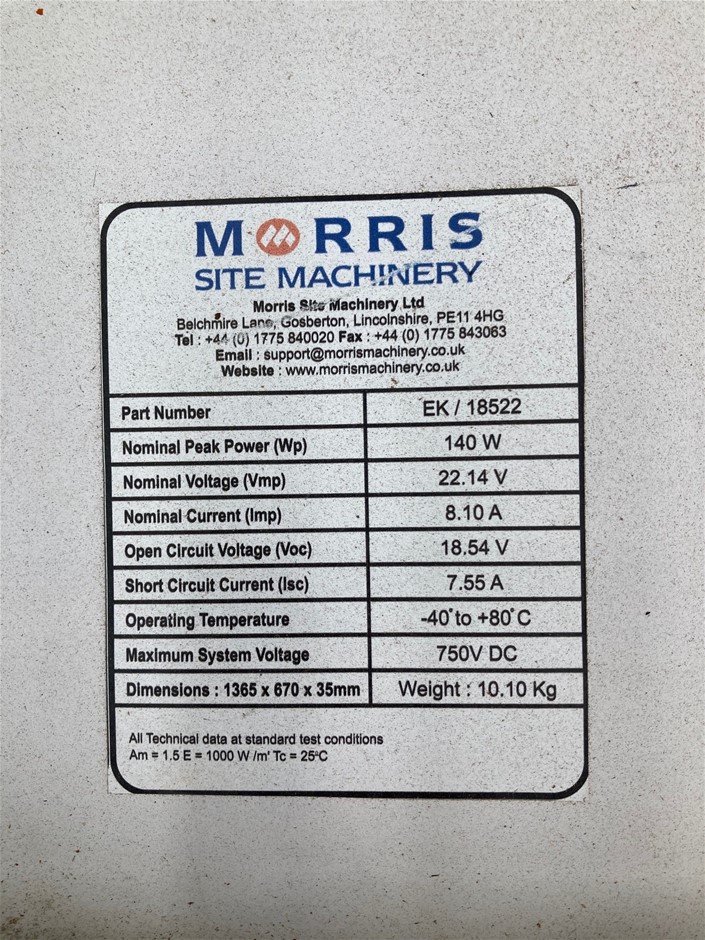 MORRIS
SITE MACHINERY
Morris Site Machinery Ltd
Belchmire Lane, Gosberton, Lincolnshire, PE11 4HG
Tel : +44 (0) 1775 840020 Fax : +44 (0) 1775 843063
Email : support@morrismachinery.co.uk
Website : www.morrismachinery.co.uk
Part Number EK / 18522
Nominal Peak Power (Wp) 140 W
Nominal Voltage (Vmp) 22.14 V
Nominal Current (Imp) 8.10 A
Open Circuit Voltage (Voc) 18.54 V
Short Circuit Current (Isc) 7.55 A
Operating Temperature -40° to +80° C
Maximum System Voltage 750V DC
Dimensions : 1365 x 670 x 35mm Weight : 10.10 Kg
All Technical data at standard test conditions
Am = 1.5 E = 1000 W /m' Tc = 25°C